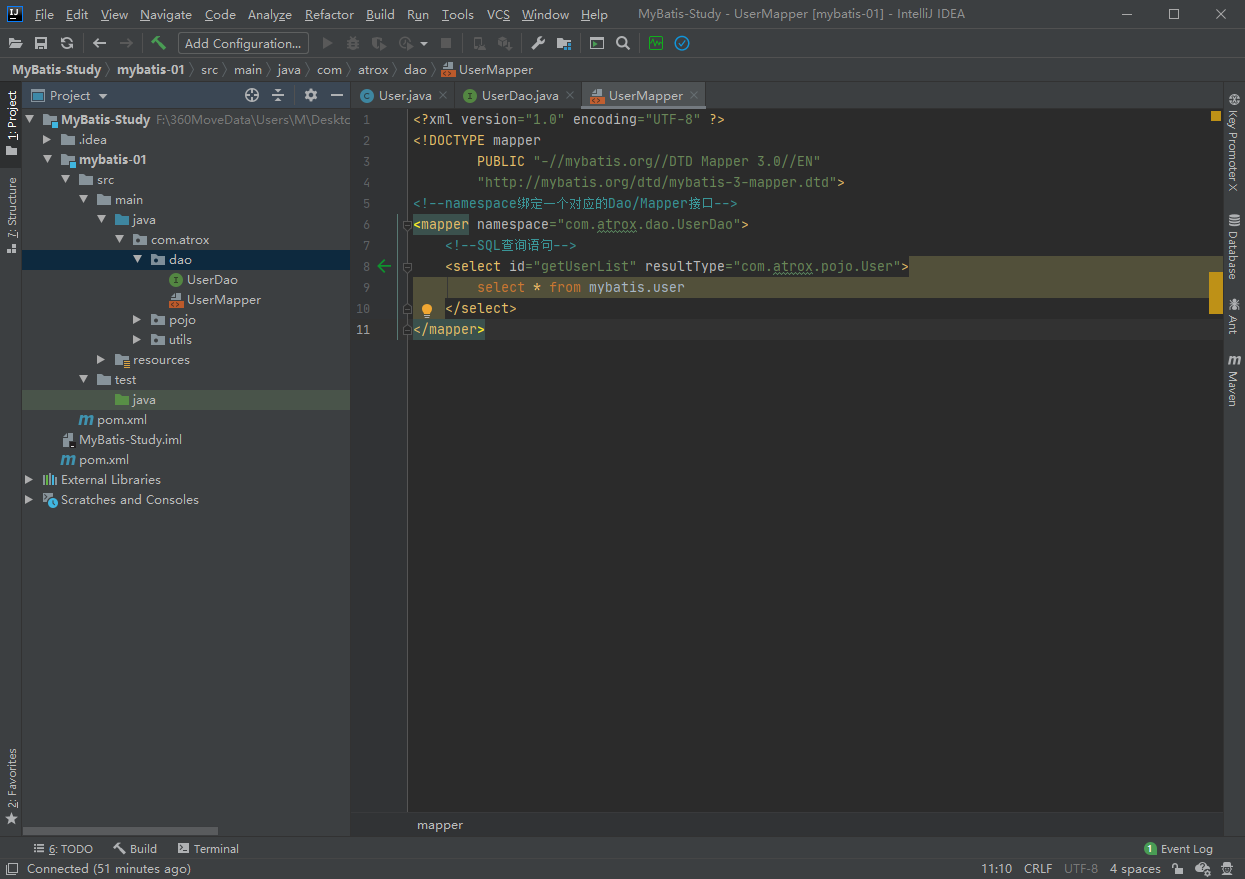 File Edit View Navigate Code Analyze Refactor Build Run Tools VCS Window Help MyBatis-Study - UserMapper [mybatis-01] - IntelliJ IDEA
Add Configuration...
MyBatis-Study mybatis-01 src main java com atrox dao UserMapper
1: Project
7: Structure
2: Favorites
Project
MyBatis-Study F:\360MoveData\Users\M\Deskto
.idea
mybatis-01
src
main
java
com.atrox
dao
UserDao
UserMapper
pojo
utils
resources
test
java
pom.xml
MyBatis-Study.iml
pom.xml
External Libraries
Scratches and Consoles
User.java UserDao.java UserMapper
1 <?xml version="1.0" encoding="UTF-8" ?>
2 <!DOCTYPE mapper
3 PUBLIC "-//mybatis.org//DTD Mapper 3.0//EN"
4 "http://mybatis.org/dtd/mybatis-3-mapper.dtd">
5 <!--namespace绑定一个对应的Dao/Mapper接口-->
6 <mapper namespace="com.atrox.dao.UserDao">
7 <!--SQL查询语句-->
8 <select id="getUserList" resultType="com.atrox.pojo.User">
9 select * from mybatis.user
10 </select>
11 </mapper>
mapper
Key Promoter X
Database
Ant
Maven
6: TODO Build Terminal 1 Event Log
Connected (51 minutes ago) 11:10 CRLF UTF-8 4 spaces